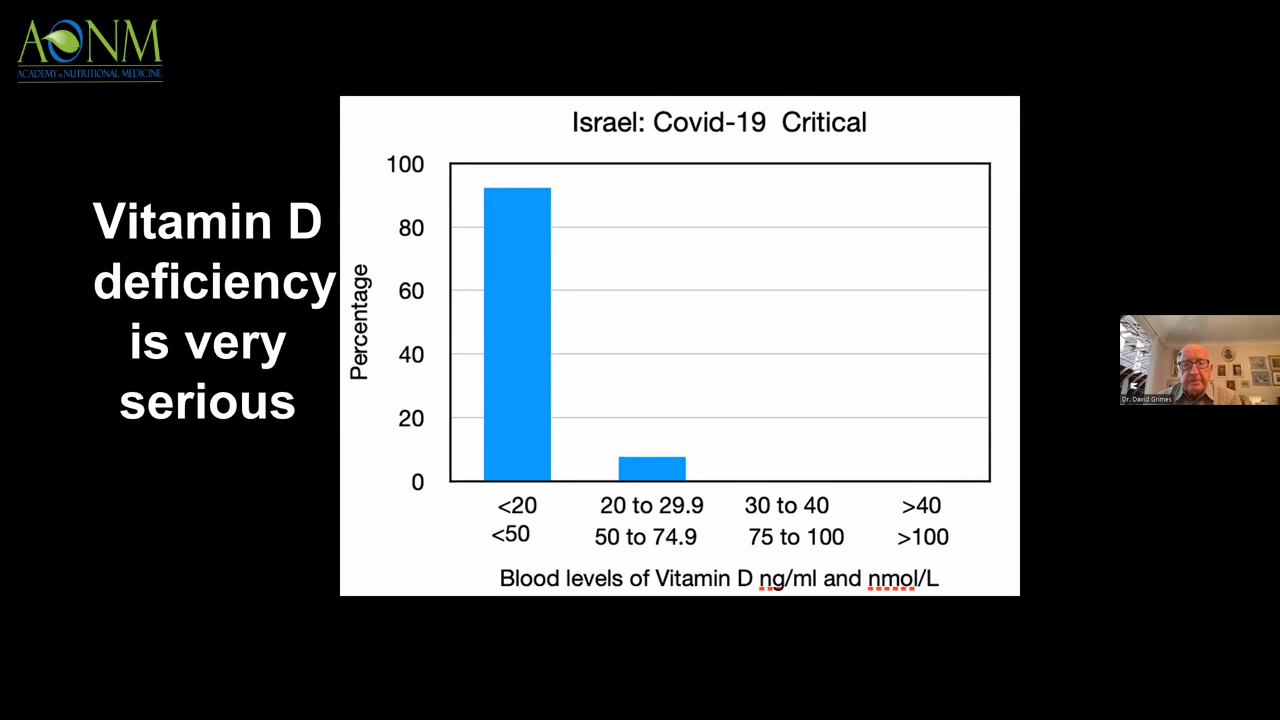 AONM
ACADEMY of NUTRITIONAL MEDICINE
Vitamin D
deficiency
is very
serious
Israel: Covid-19 Critical
Percentage
100
80
60
40
20
0
<20 20 to 29.9 30 to 40 >40
<50 50 to 74.9 75 to 100 >100
Blood levels of Vitamin D ng/ml and nmol/L
Dr. David Grimes